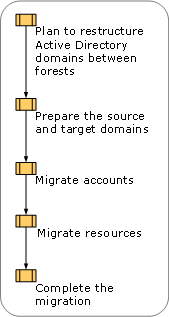 Plan to restructure
Active Directory
domains between
forests
Prepare the source
and target domains
Migrate accounts
Migrate resources
Complete the
migration